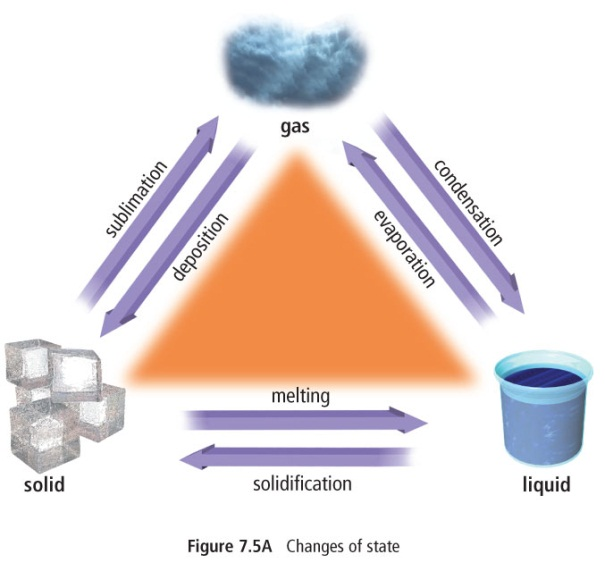 gas
sublimation
deposition
condensation
evaporation
melting
solidification
solid
liquid
Figure 7.5A Changes of state